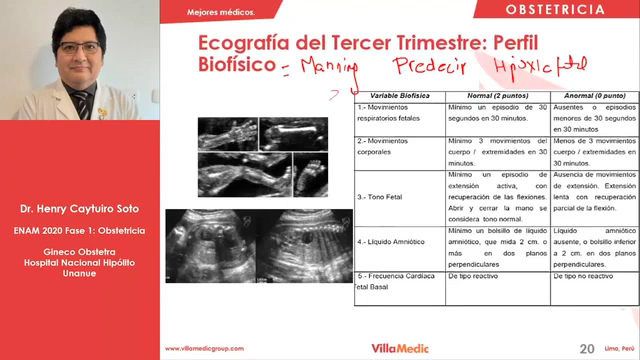 Mejores médicos.
OBSTETRICIA
Ecografía del Tercer Trimestre: Perfil
Biofísico = Manning Predecir Hipoxia fetal
Variable Biofísica
Normal (2 puntos)
Anormal (0 punto)
1.- Movimientos
respiratorios fetales
Mínimo un episodio de 30
segundos en 30 minutos.
Ausentes o episodios
menores de 30 segundos
en 30 minutos
2.- Movimientos
corporales
Mínimo 3 movimientos del
cuerpo / extremidades en 30
minutos.
Menos de 3 movimientos
cuerpo / extremidades en
30 minutos.
3.- Tono Fetal
Mínimo un episodio de
extensión activa, con
recuperación de las flexiones.
Abrir y cerrar la mano se
considera tono normal.
Ausencia de movimientos
de extensión. Extensión
lenta con recuperación
parcial de la flexión.
4.- Líquido Amniótico
Mínimo un bolsillo de líquido
amniótico, que mida 2 cm. o
más en dos planos
perpendiculares
Líquido amniótico
ausente, o bolsillo inferior
a 2 cm. en dos planos
perpendiculares.
5.- Frecuencia Cardíaca
Fetal Basal
De tipo reactivo
De tipo no reactivo
Dr. Henry Caytuiro Soto
ENAM 2020 Fase 1: Obstetricia
Gineco Obstetra
Hospital Nacional Hipólito
Unanue
www.villamedicgroup.com
VillaMedic
20
Lima, Perú